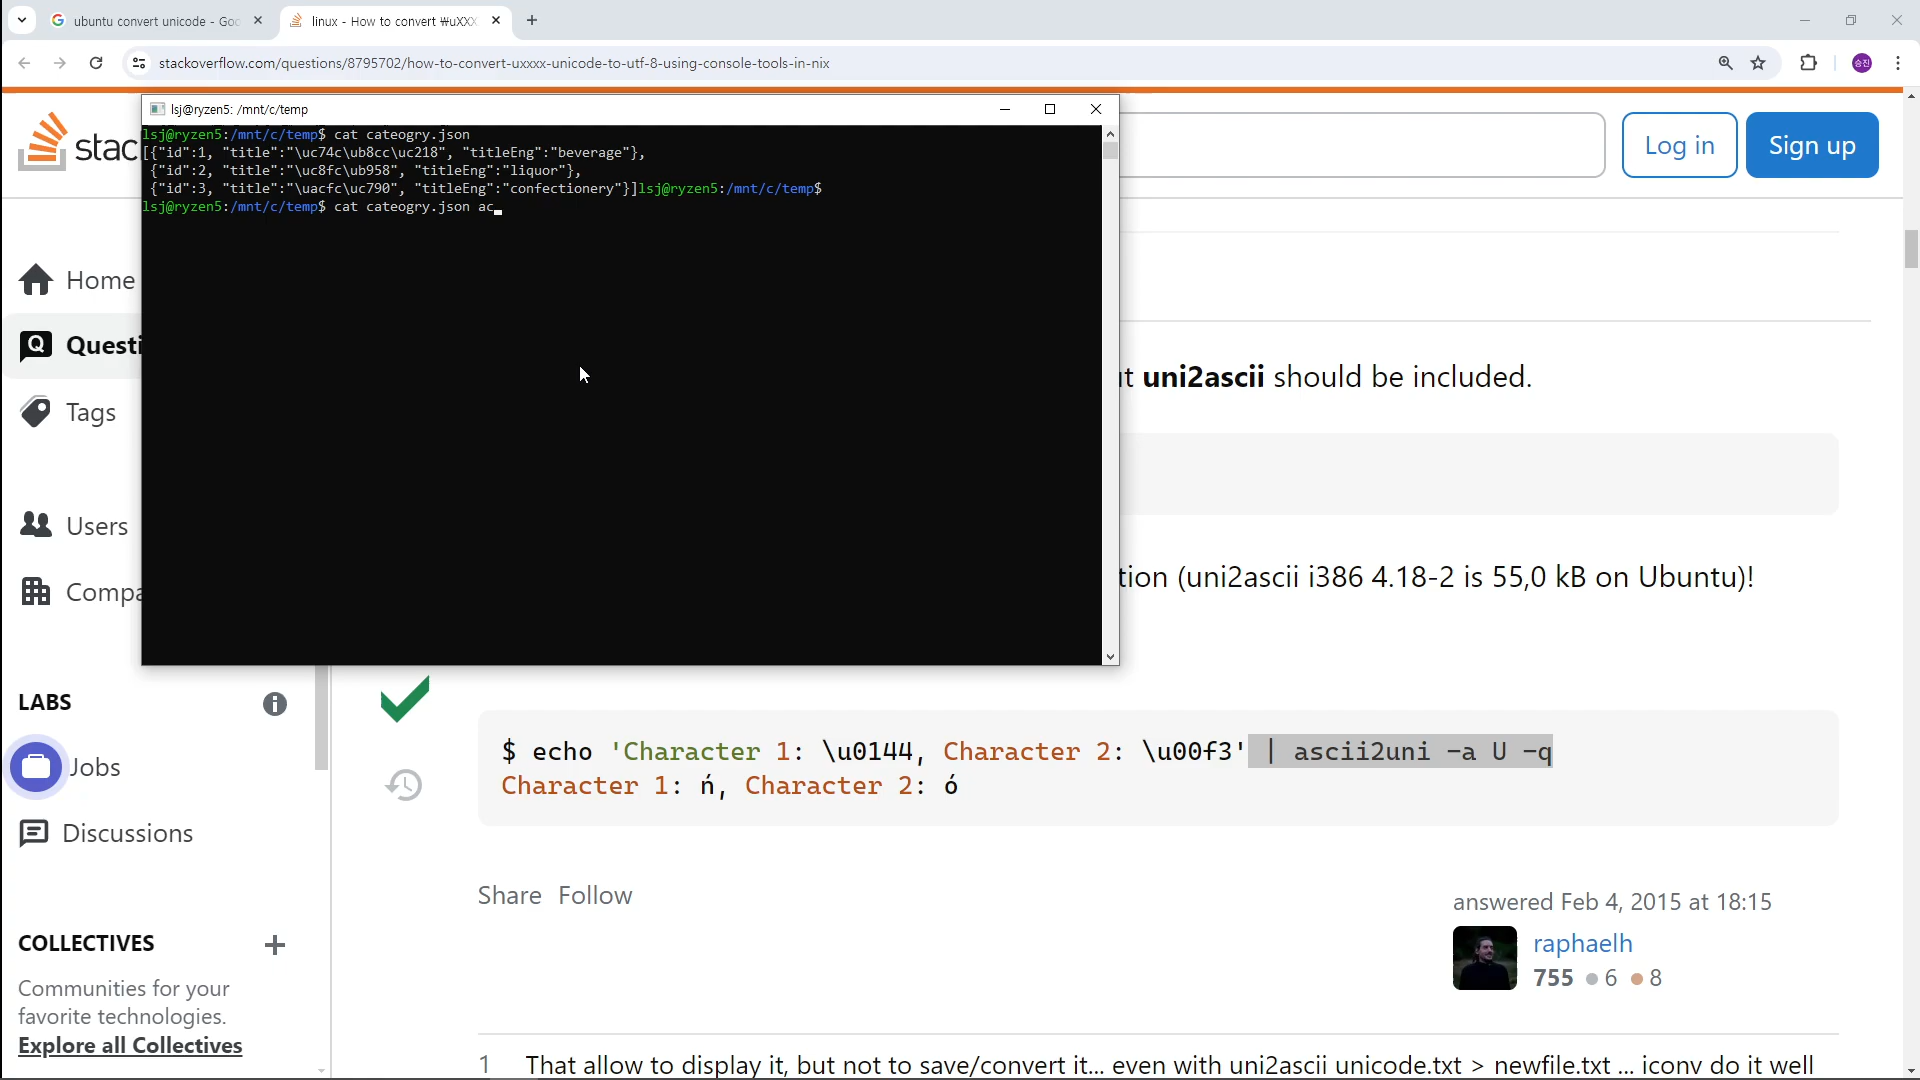 ubuntu convert unicode - Goo
linux - How to convert ₩uXXX
stackoverflow.com/questions/8795702/how-to-convert-uxxxx-unicode-to-utf-8-using-console-tools-in-nix
승진
stac
Log in
Sign up
lsj@ryzen5: /mnt/c/temp
lsj@ryzen5:/mnt/c/temp$ cat cateogry.json
[{"id":1, "title":"\uc74c\ub8cc\uc218", "titleEng":"beverage"},
{"id":2, "title":"\uc8fc\ub958", "titleEng":"liquor"},
{"id":3, "title":"\uacfc\uc790", "titleEng":"confectionery"}]lsj@ryzen5:/mnt/c/temp$
lsj@ryzen5:/mnt/c/temp$ cat cateogry.json ac
Home
Questi
Tags
Users
Compa
LABS
Jobs
Discussions
COLLECTIVES
Communities for your
favorite technologies.
Explore all Collectives
uni2ascii should be included.
tion (uni2ascii i386 4.18-2 is 55,0 kB on Ubuntu)!
$ echo 'Character 1: \u0144, Character 2: \u00f3' | ascii2uni -a U -q
Character 1: ń, Character 2: ó
Share Follow
answered Feb 4, 2015 at 18:15
raphaelh
755 6 8
1 That allow to display it, but not to save/convert it... even with uni2ascii unicode.txt > newfile.txt ... iconv do it well